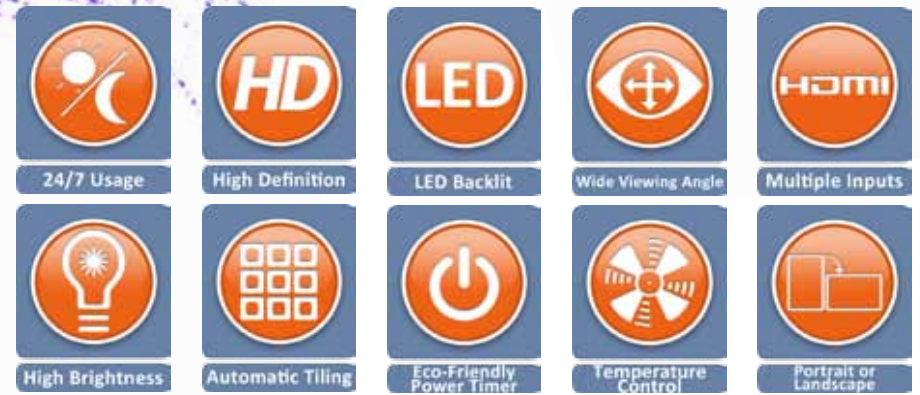 HD
LED
HDMI
24/7 Usage
High Definition
LED Backlit
Wide Viewing Angle
Multiple Inputs
High Brightness
Automatic Tiling
Eco-Friendly
Power Timer
Temperature
Control
Portrait or
Landscape